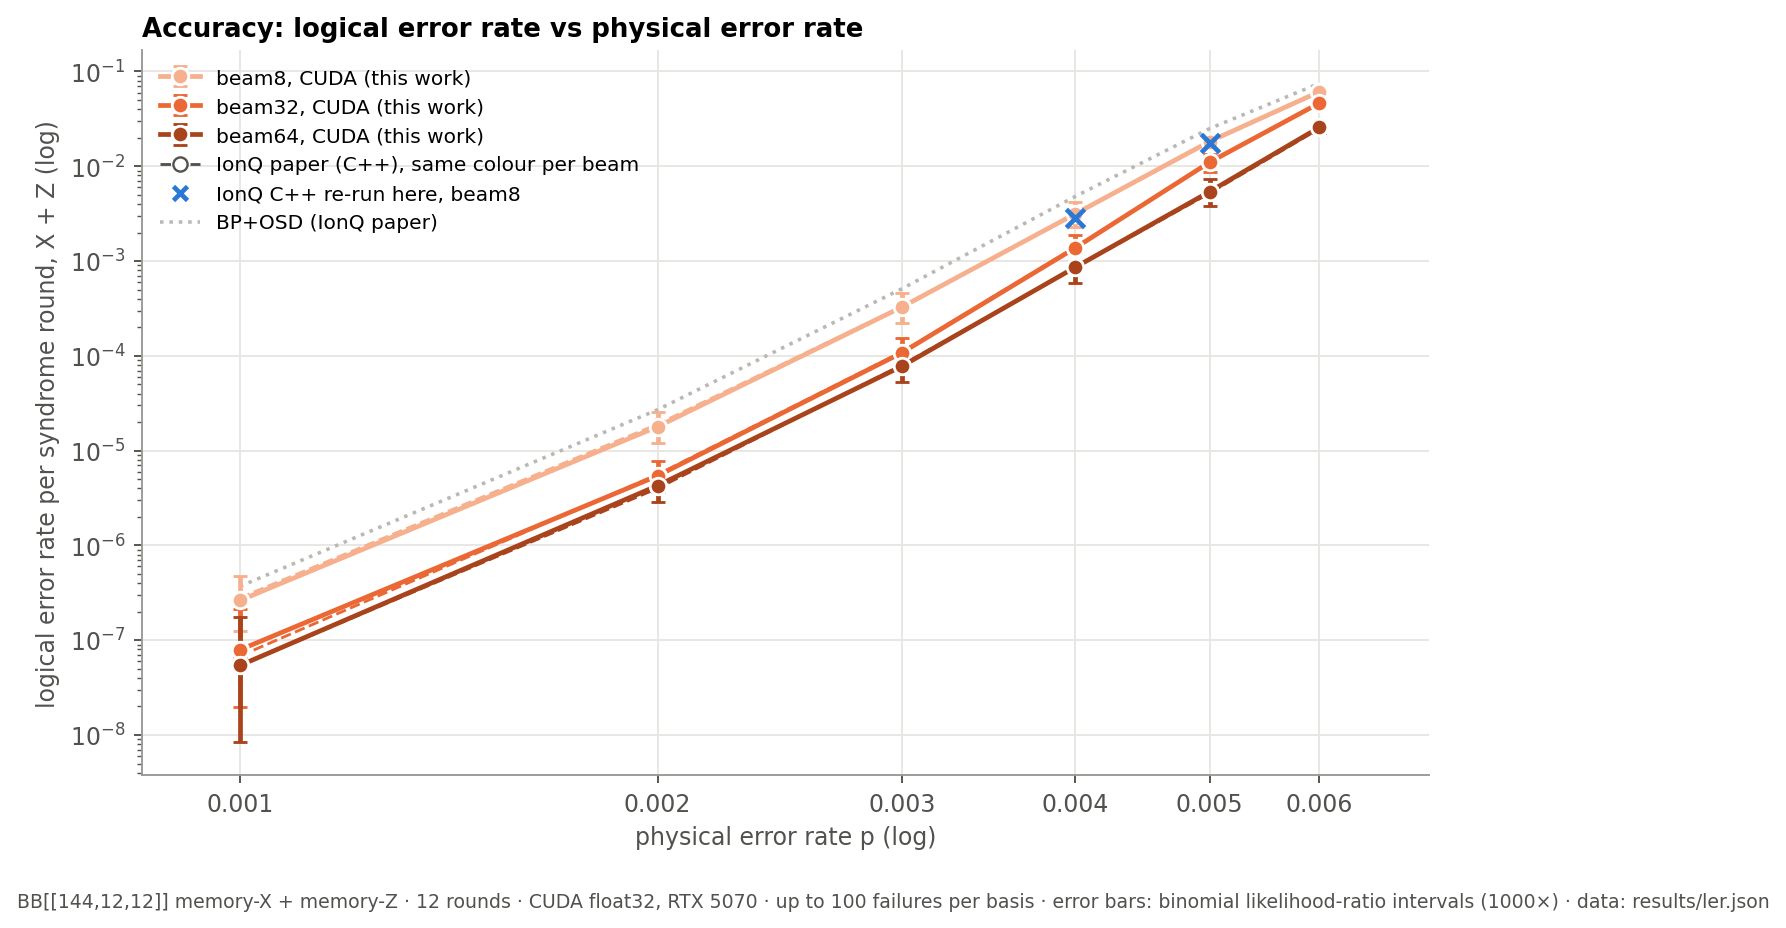 Accuracy: logical error rate vs physical error rate
beam8, CUDA (this work)
beam32, CUDA (this work)
beam64, CUDA (this work)
IonQ paper (C++), same colour per beam
IonQ C++ re-run here, beam8
BP+OSD (IonQ paper)
logical error rate per syndrome round, X + Z (log)
10⁻¹
10⁻²
10⁻³
10⁻⁴
10⁻⁵
10⁻⁶
10⁻⁷
10⁻⁸
0.001 0.002 0.003 0.004 0.005 0.006
physical error rate p (log)
BB[[144,12,12]] memory-X + memory-Z · 12 rounds · CUDA float32, RTX 5070 · up to 100 failures per basis · error bars: binomial likelihood-ratio intervals (1000×) · data: results/ler.json